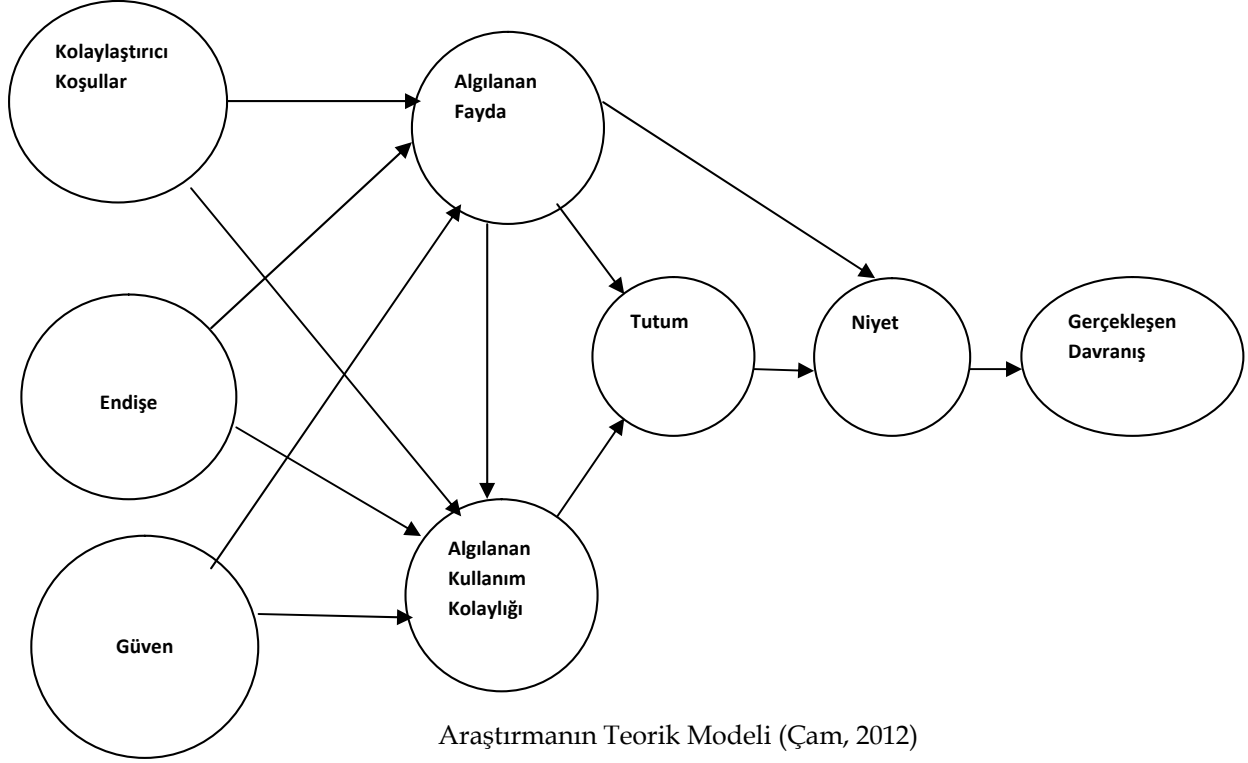 Kolaylaştırıcı
Koşullar
Algılanan
Fayda
Tutum
Niyet
Gerçekleşen
Davranış
Endişe
Algılanan
Kullanım
Kolaylığı
Güven
Araştırmanın Teorik Modeli (Çam, 2012)